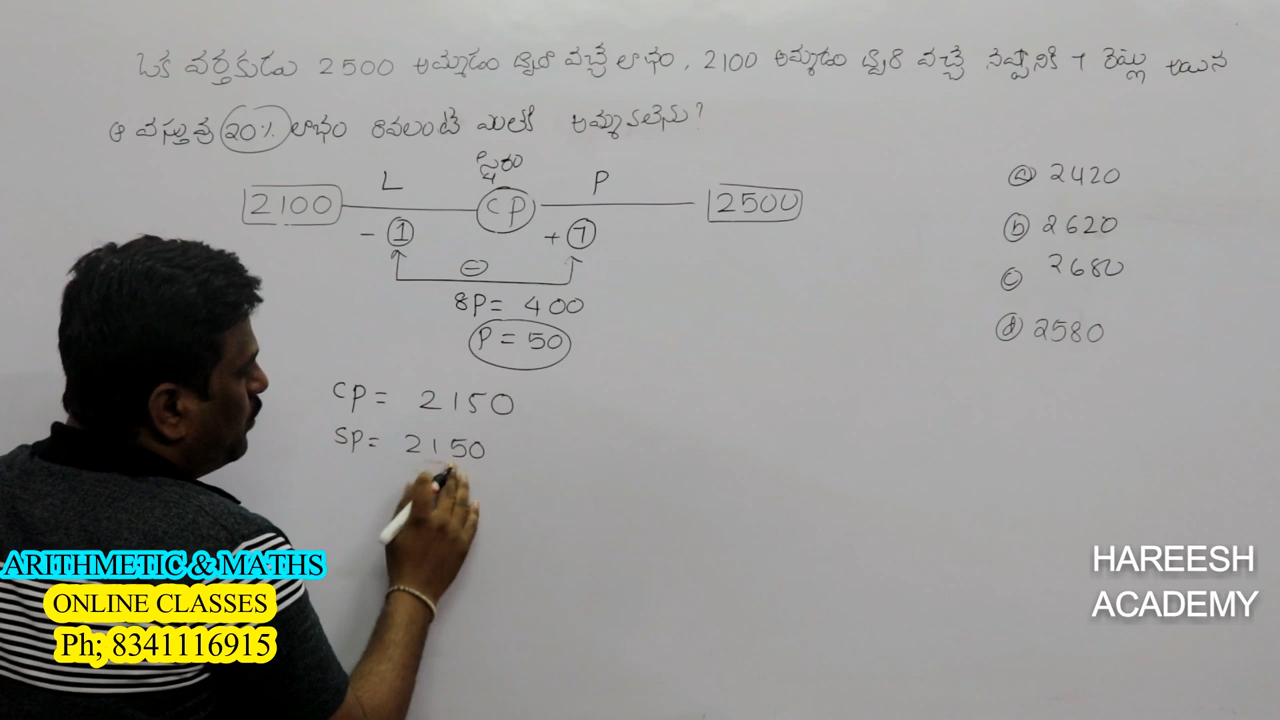 ఒక వర్తకుడు 2500 అమ్మడం ద్వారా వచ్చే లాభం, 2100 అమ్మడం ద్వారా వచ్చే నష్టానికి 7 రెట్లు అయిన
ఆ వస్తువు 20% లాభం రావలంటే ఎంతకి అమ్మవలెను?
స్థిరం
L CP P
2100 2500
- 1 + 7
8P = 400
P = 50
CP = 2150
SP = 2150
a 2420
b 2620
c 2680
d 2580
ARITHMETIC & MATHS
ONLINE CLASSES
Ph; 8341116915
HAREESH
ACADEMY